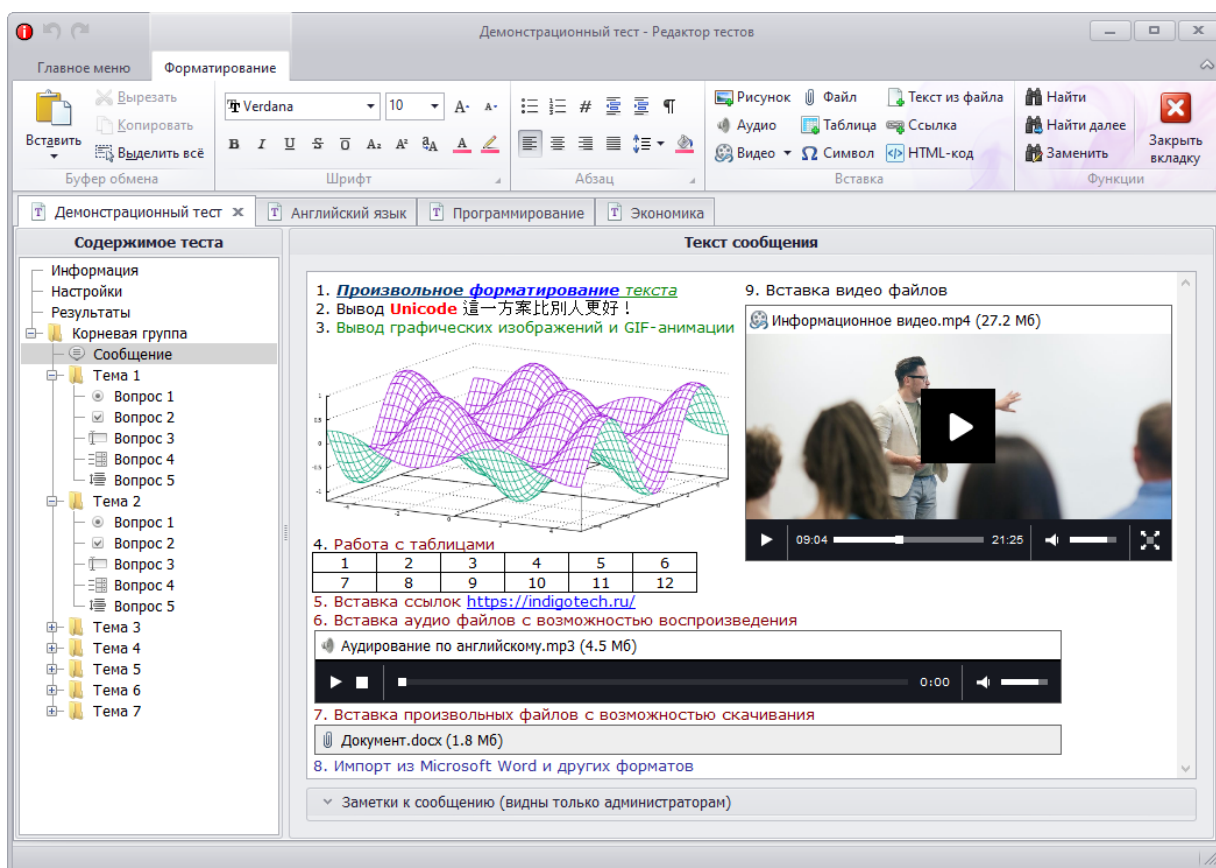 Демонстрационный тест - Редактор тестов
Главное меню Форматирование
Вставить
Вырезать
Копировать
Выделить всё
Буфер обмена
Verdana 10
Шрифт
Абзац
Рисунок Файл Текст из файла
Аудио Таблица Ссылка
Видео Символ HTML-код
Вставка
Найти
Найти далее
Заменить
Функции
Закрыть
вкладку
Демонстрационный тест Английский язык Программирование Экономика
Содержимое теста
Информация
Настройки
Результаты
Корневая группа
Сообщение
Тема 1
Вопрос 1
Вопрос 2
Вопрос 3
Вопрос 4
Вопрос 5
Тема 2
Вопрос 1
Вопрос 2
Вопрос 3
Вопрос 4
Вопрос 5
Тема 3
Тема 4
Тема 5
Тема 6
Тема 7
Текст сообщения
1. Произвольное форматирование текста
2. Вывод Unicode 這一方案比別人更好！
3. Вывод графических изображений и GIF-анимации
4. Работа с таблицами
1 2 3 4 5 6
7 8 9 10 11 12
5. Вставка ссылок https://indigotech.ru/
6. Вставка аудио файлов с возможностью воспроизведения
Аудирование по английскому.mp3 (4.5 Мб)
0:00
7. Вставка произвольных файлов с возможностью скачивания
Документ.docx (1.8 Мб)
8. Импорт из Microsoft Word и других форматов
9. Вставка видео файлов
Информационное видео.mp4 (27.2 Мб)
09:04 21:25
Заметки к сообщению (видны только администраторам)